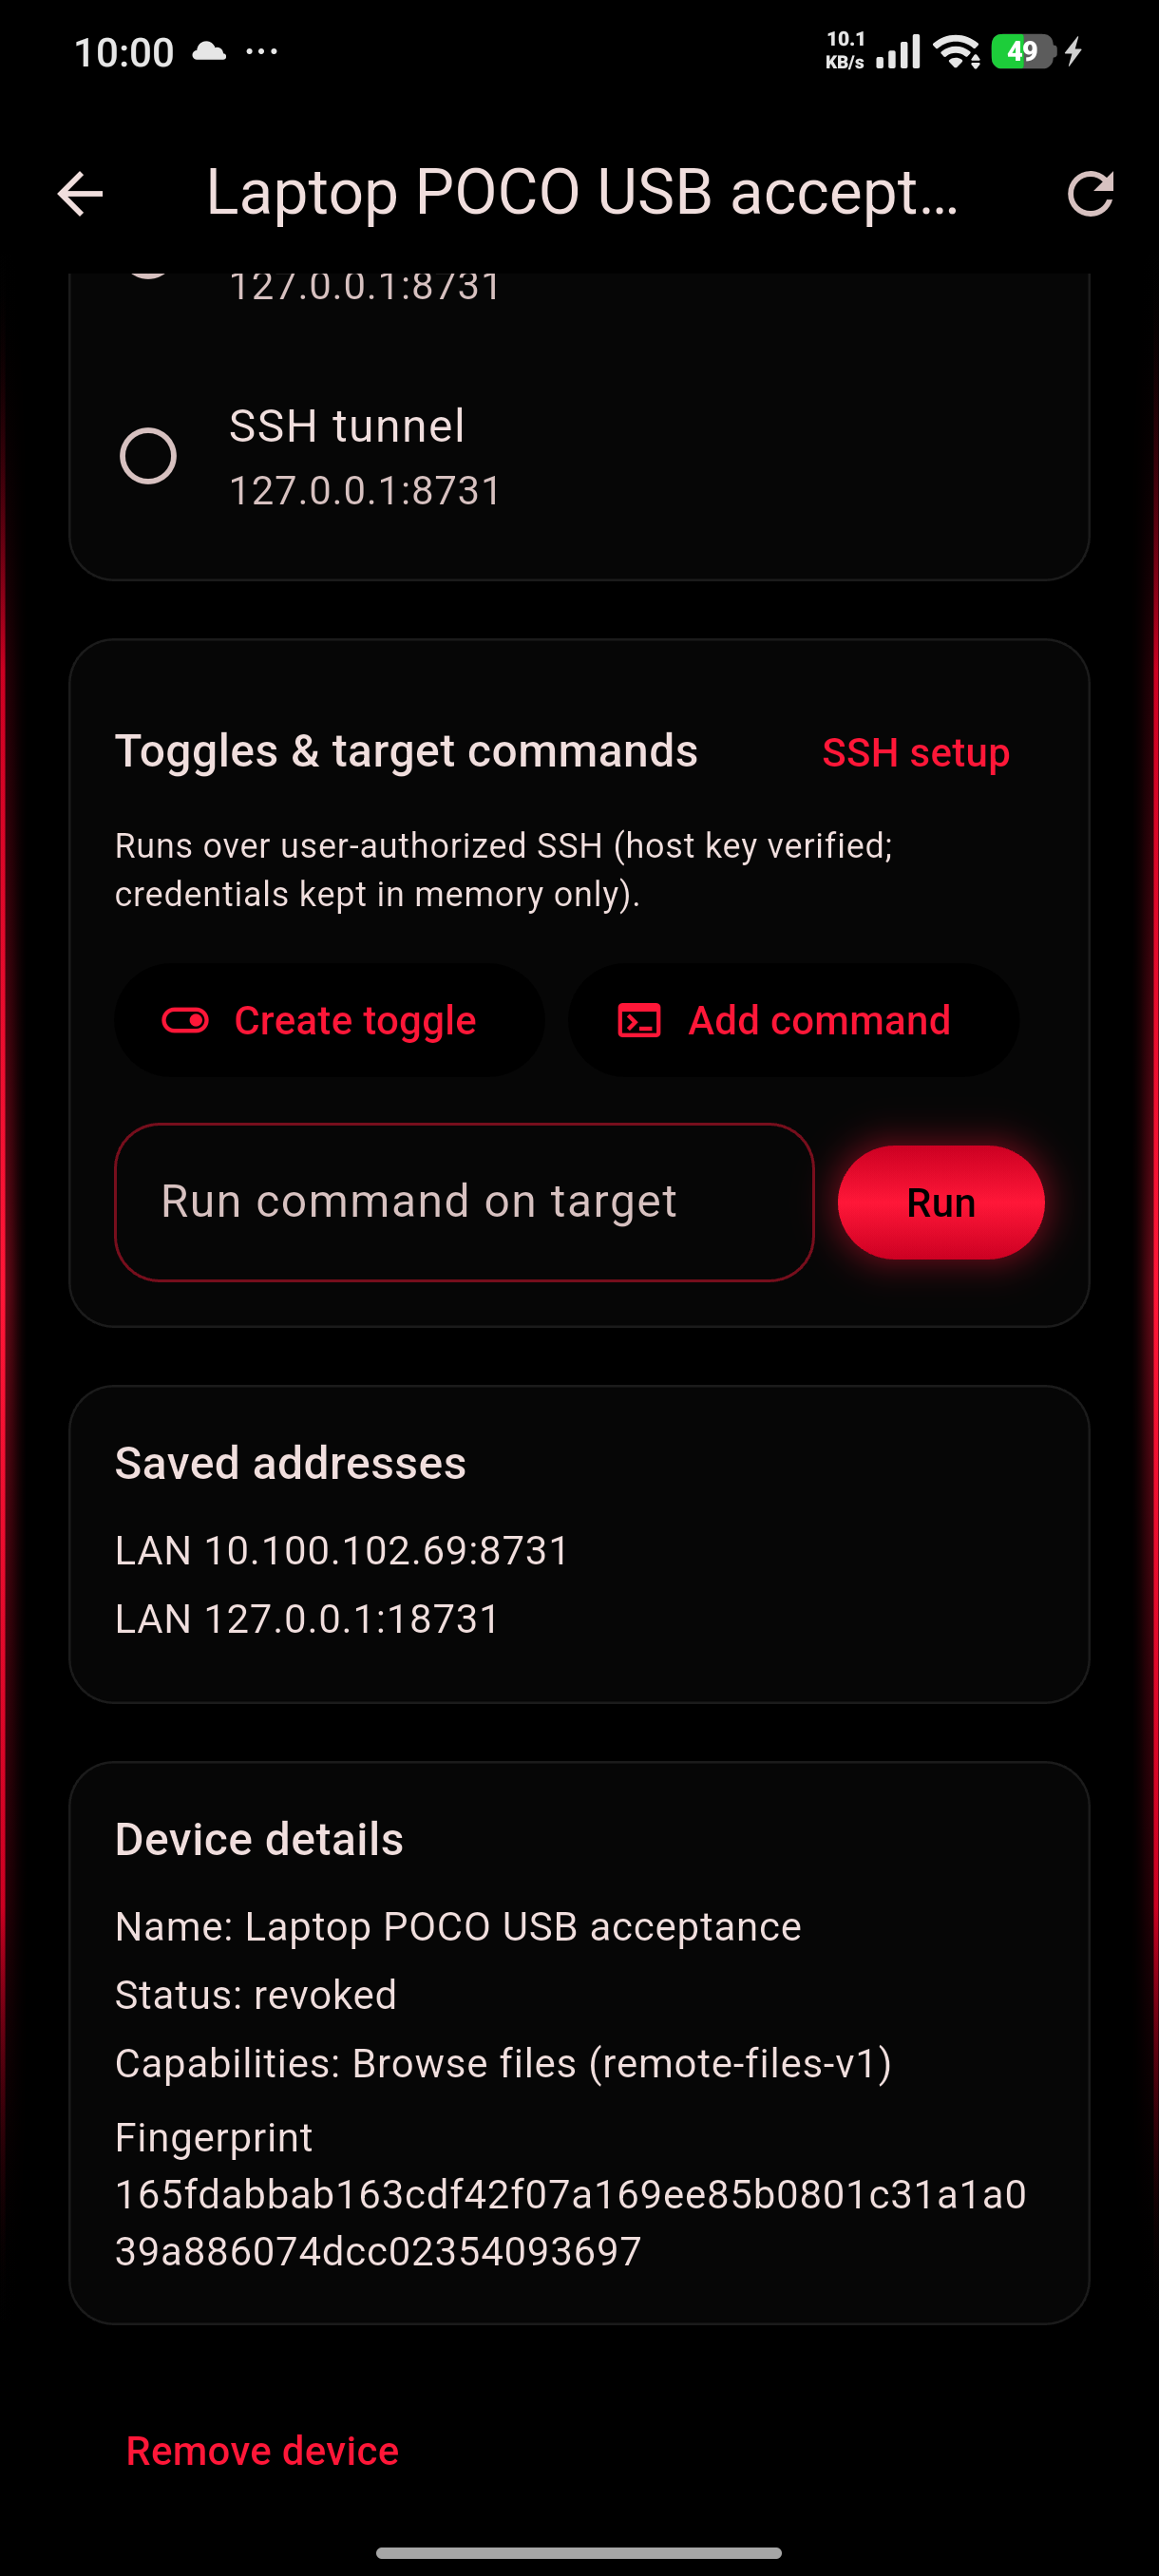 10:00
10.1
KB/s
49
Laptop POCO USB accept...
127.0.0.1:8731
SSH tunnel
127.0.0.1:8731
Toggles & target commands
SSH setup
Runs over user-authorized SSH (host key verified;
credentials kept in memory only).
Create toggle
Add command
Run command on target
Run
Saved addresses
LAN 10.100.102.69:8731
LAN 127.0.0.1:18731
Device details
Name: Laptop POCO USB acceptance
Status: revoked
Capabilities: Browse files (remote-files-v1)
Fingerprint
165fdabbab163cdf42f07a169ee85b0801c31a1a0
39a886074dcc02354093697
Remove device